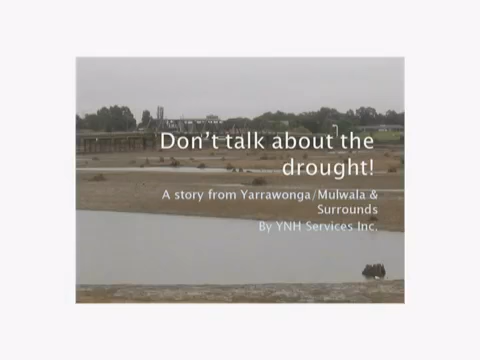 Don't talk about the
drought!
A story from Yarrawonga/Mulwala &
Surrounds
By YNH Services Inc.